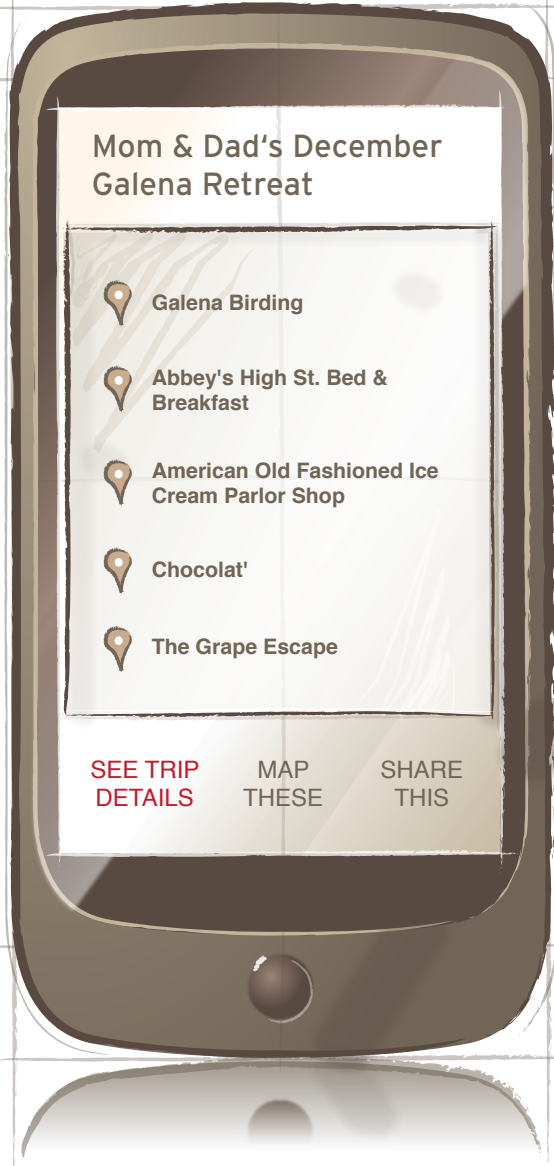 Mom & Dad‘s December
Galena Retreat
Galena Birding
Abbey's High St. Bed &
Breakfast
American Old Fashioned Ice
Cream Parlor Shop
Chocolat'
The Grape Escape
SEE TRIP
DETAILS
MAP
THESE
SHARE
THIS